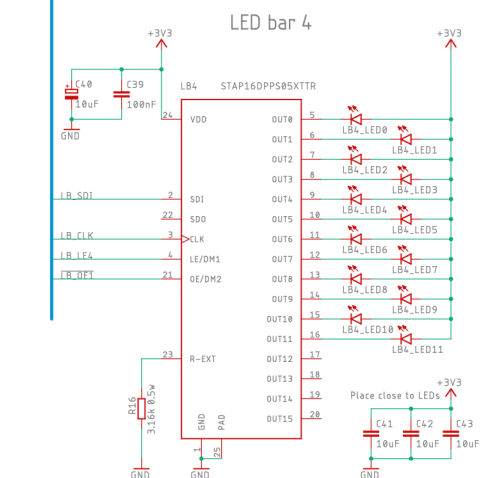 LED bar 4
+3V3
+3V3
LB4 STAP16DPPS05XTTR
C40
10uF
C39
100nF
GND
24 VDD
OUT0 5
LB4_LED0
OUT1 6
LB4_LED1
OUT2 7
LB4_LED2
OUT3 8
LB4_LED3
LB_SDI 2 SDI
OUT4 9
LB4_LED4
22 SDO
OUT5 10
LB4_LED5
LB_CLK 3 CLK
OUT6 11
LB4_LED6
LB_LE4 4 LE/DM1
OUT7 12
LB4_LED7
LB_OE1 21 OE/DM2
OUT8 13
LB4_LED8
OUT9 14
LB4_LED9
OUT10 15
LB4_LED10
OUT11 16
LB4_LED11
23 R-EXT
OUT12 17
OUT13 18
OUT14 19
OUT15 20
R16
3.16k 0.5w
GND
GND
1
PAD
25
GND
+3V3
Place close to LEDs
C41
10uF
C42
10uF
C43
10uF
GND